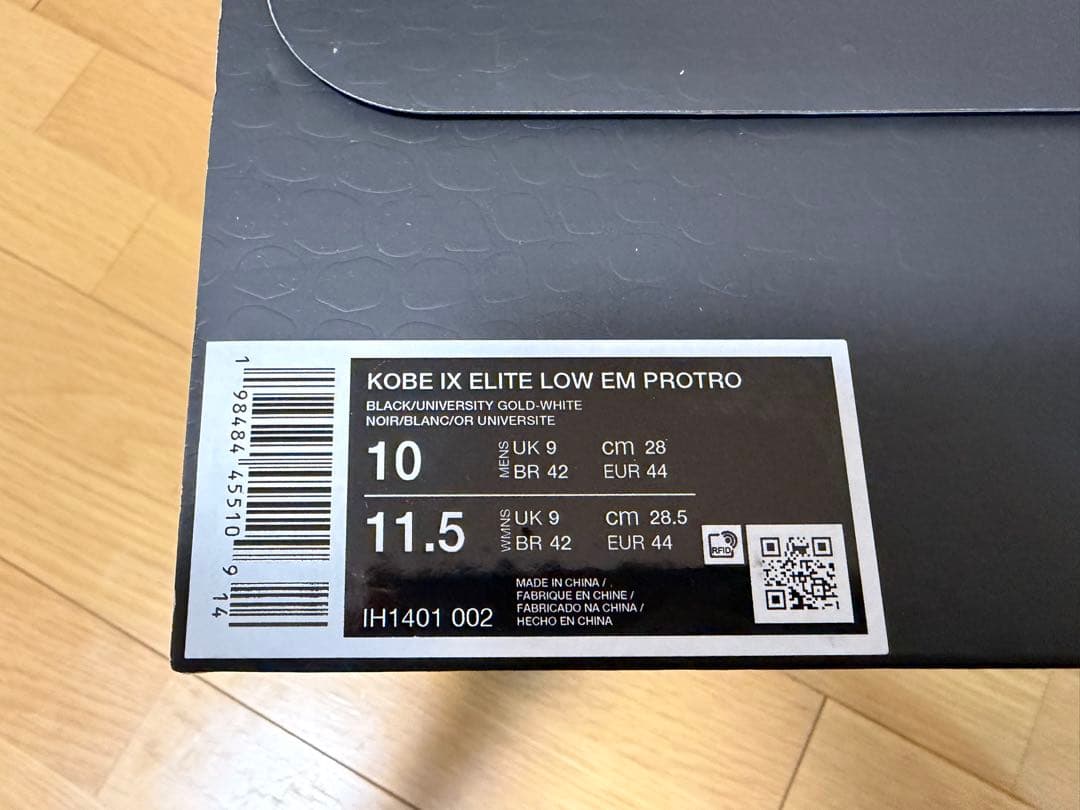 KOBE IX ELITE LOW EM PROTRO
BLACK/UNIVERSITY GOLD-WHITE
NOIR/BLANC/OR UNIVERSITE
10 MENS UK 9 cm 28
BR 42 EUR 44
11.5 WMNS UK 9 cm 28.5
BR 42 EUR 44
RFID
MADE IN CHINA /
FABRIQUE EN CHINE /
FABRICADO NA CHINA /
HECHO EN CHINA
IH1401 002
1 98484 45510 9 14